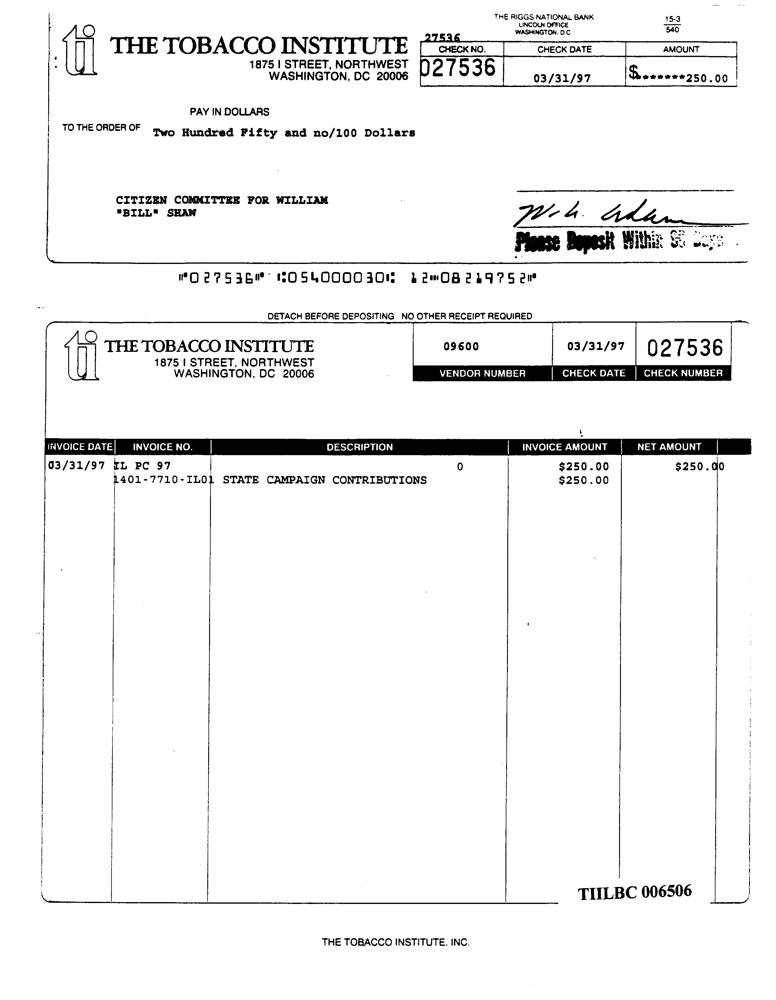 THE RIGGS NATIONAL BANK
LINCOLN OFFICE
WASHINGTON, D.C
15-3
540
ti THE TOBACCO INSTITUTE
1875 I STREET, NORTHWEST
WASHINGTON, DC 20006
27536
CHECK NO. CHECK DATE AMOUNT
027536 03/31/97 $*******250.00
PAY IN DOLLARS
TO THE ORDER OF Two Hundred Fifty and no/100 Dollars
CITIZEN COMMITTEE FOR WILLIAM
"BILL" SHAW
Please Deposit Within Days
⑈027536⑈ ⑆054000030⑆ 12⑉08219752⑈
DETACH BEFORE DEPOSITING NO OTHER RECEIPT REQUIRED
ti THE TOBACCO INSTITUTE
1875 I STREET, NORTHWEST
WASHINGTON, DC 20006
09600 03/31/97 027536
VENDOR NUMBER CHECK DATE CHECK NUMBER
INVOICE DATE INVOICE NO. DESCRIPTION INVOICE AMOUNT NET AMOUNT
03/31/97 IL PC 97 0 $250.00 $250.00
1401-7710-IL01 STATE CAMPAIGN CONTRIBUTIONS $250.00
TIILBC 006506
THE TOBACCO INSTITUTE. INC.